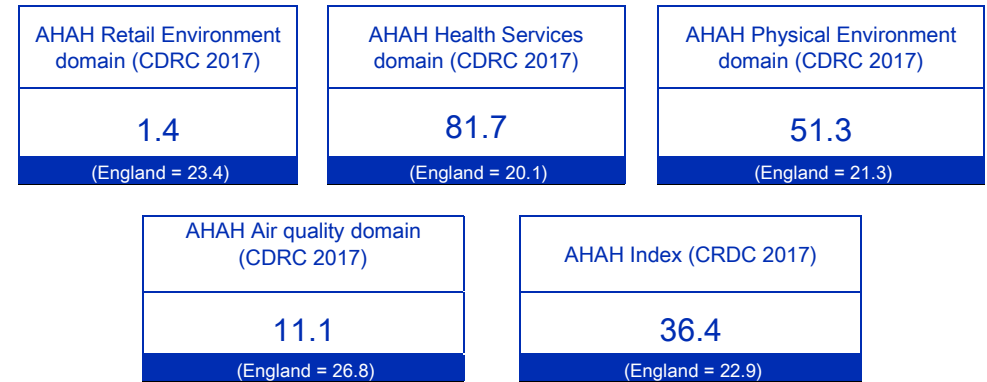 AHAH Retail Environment
domain (CDRC 2017)
1.4
(England = 23.4)
AHAH Health Services
domain (CDRC 2017)
81.7
(England = 20.1)
AHAH Physical Environment
domain (CDRC 2017)
51.3
(England = 21.3)
AHAH Air quality domain
(CDRC 2017)
11.1
(England = 26.8)
AHAH Index (CRDC 2017)
36.4
(England = 22.9)